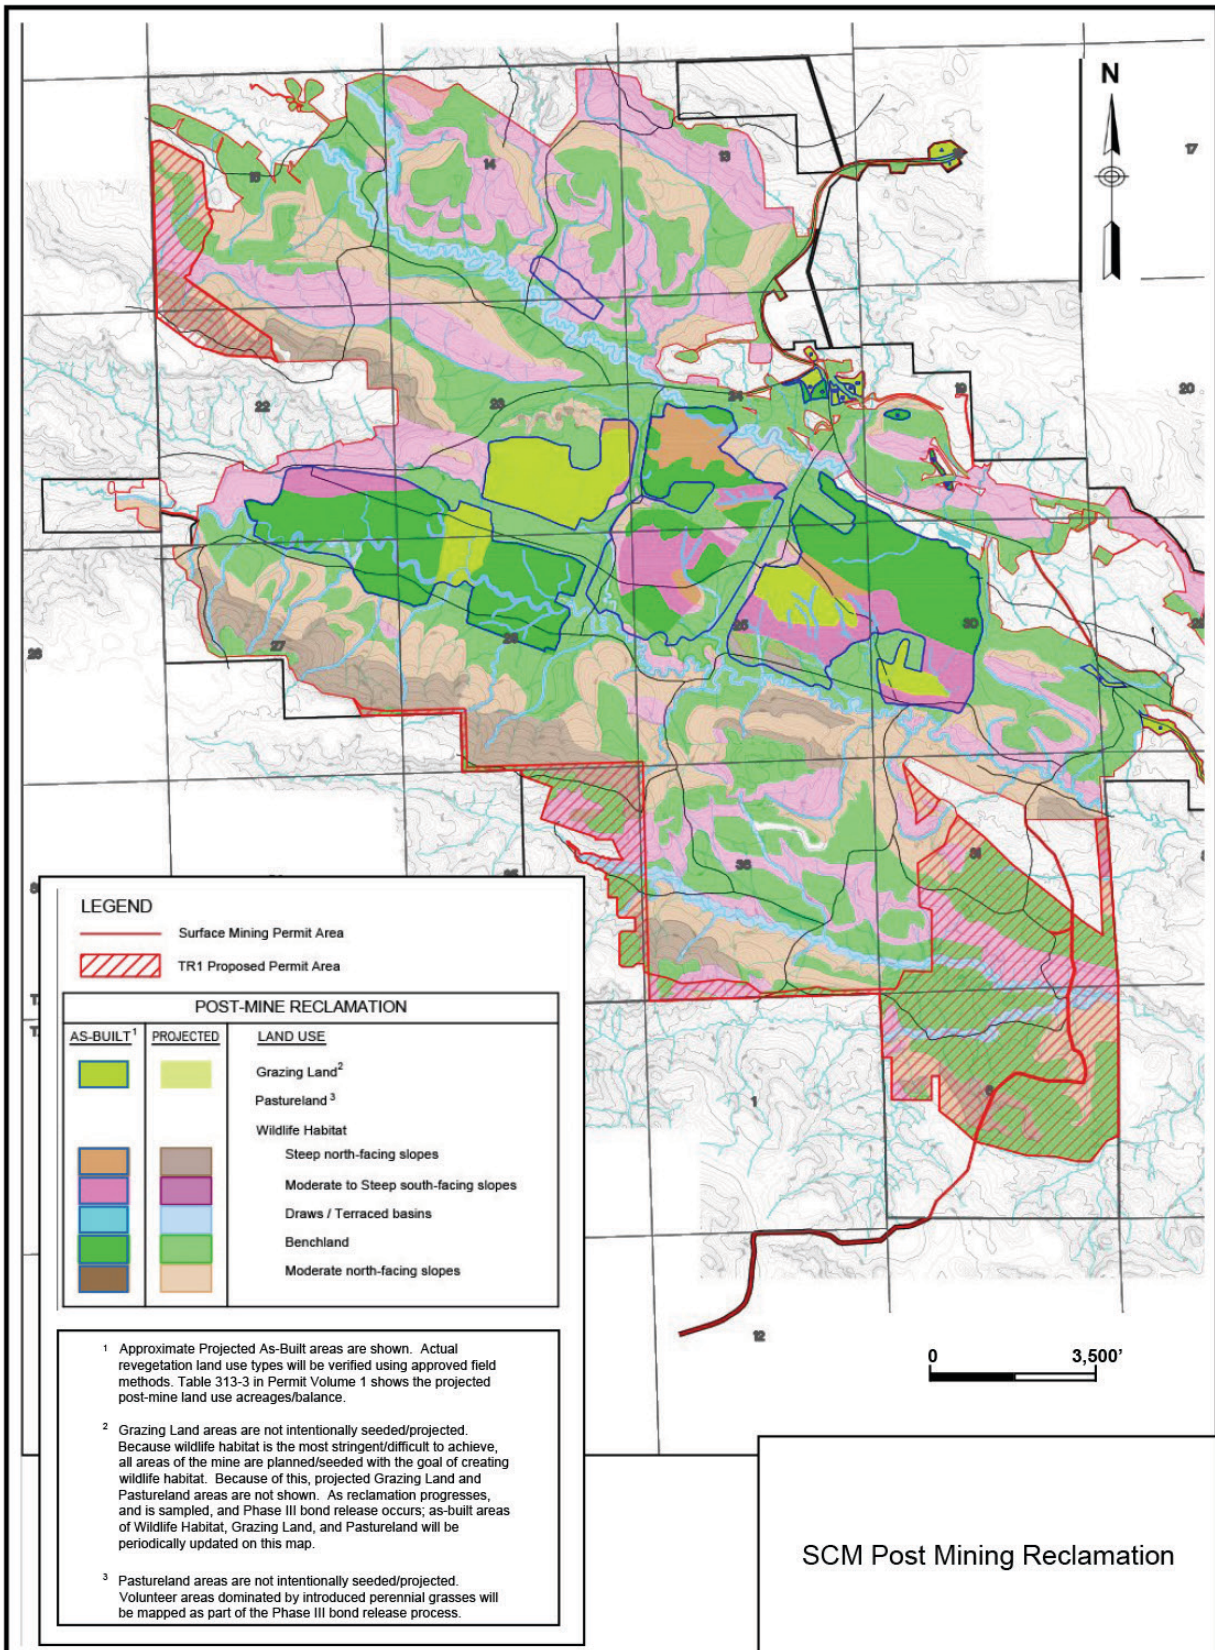 N
17
13
14
15
19
20
22
23
24
25
26
27
28
30
29
31
36
1
6
12
T.
T.
LEGEND
Surface Mining Permit Area
TR1 Proposed Permit Area
POST-MINE RECLAMATION
AS-BUILT¹ PROJECTED LAND USE
Grazing Land²
Pastureland ³
Wildlife Habitat
Steep north-facing slopes
Moderate to Steep south-facing slopes
Draws / Terraced basins
Benchland
Moderate north-facing slopes
¹ Approximate Projected As-Built areas are shown. Actual
revegetation land use types will be verified using approved field
methods. Table 313-3 in Permit Volume 1 shows the projected
post-mine land use acreages/balance.
² Grazing Land areas are not intentionally seeded/projected.
Because wildlife habitat is the most stringent/difficult to achieve,
all areas of the mine are planned/seeded with the goal of creating
wildlife habitat. Because of this, projected Grazing Land and
Pastureland areas are not shown. As reclamation progresses,
and is sampled, and Phase III bond release occurs; as-built areas
of Wildlife Habitat, Grazing Land, and Pastureland will be
periodically updated on this map.
³ Pastureland areas are not intentionally seeded/projected.
Volunteer areas dominated by introduced perennial grasses will
be mapped as part of the Phase III bond release process.
0 3,500'
SCM Post Mining Reclamation